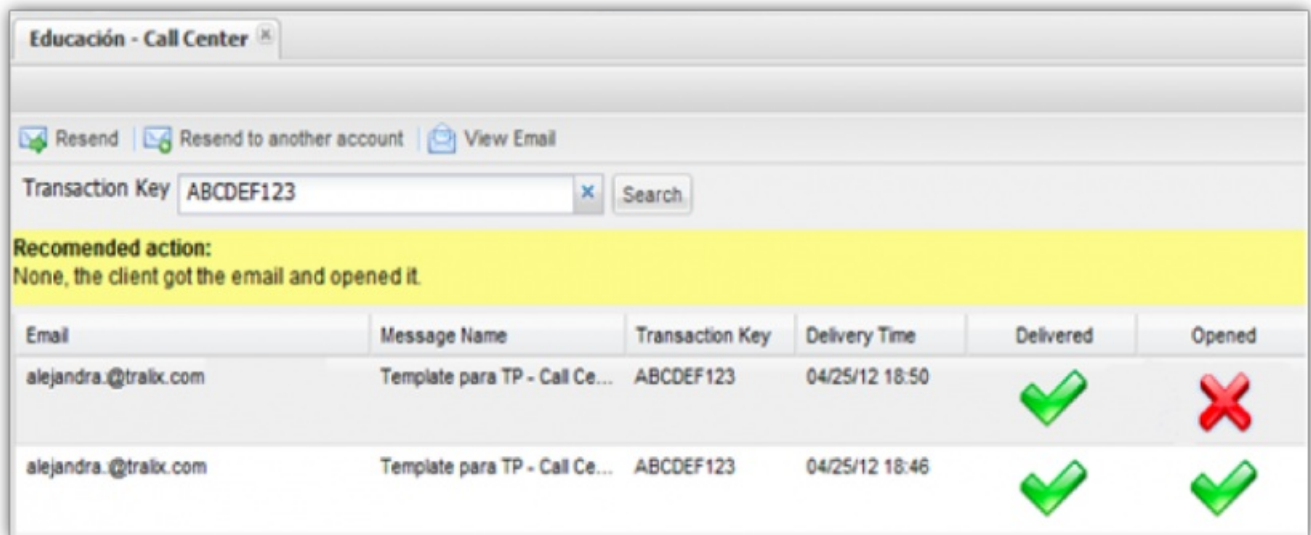 Educación - Call Center
Resend Resend to another account View Email
Transaction Key ABCDEF123 Search
Recomended action:
None, the client got the email and opened it.
Email Message Name Transaction Key Delivery Time Delivered Opened
alejandra.@tralix.com Template para TP - Call Ce... ABCDEF123 04/25/12 18:50
alejandra.@tralix.com Template para TP - Call Ce... ABCDEF123 04/25/12 18:46